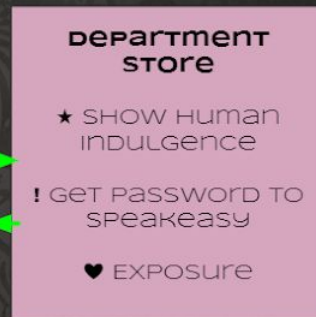 Department
Store
★ Show Human
Indulgence
! Get Password to
Speakeasy
♥ Exposure